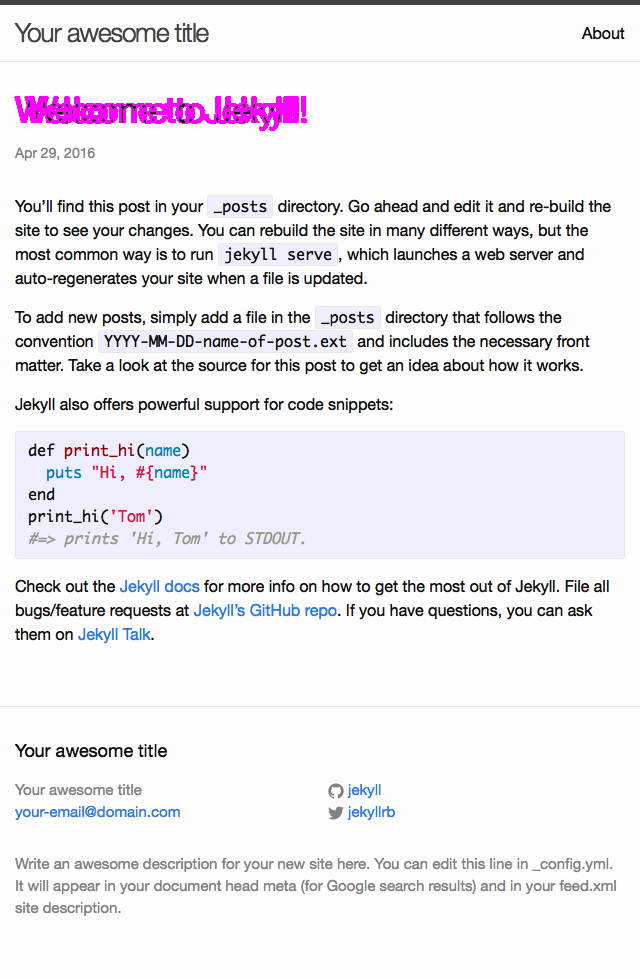 Your awesome title
About
Welcome to Jekyll!
Apr 29, 2016
You’ll find this post in your _posts directory. Go ahead and edit it and re-build the
site to see your changes. You can rebuild the site in many different ways, but the
most common way is to run jekyll serve, which launches a web server and
auto-regenerates your site when a file is updated.
To add new posts, simply add a file in the _posts directory that follows the
convention YYYY-MM-DD-name-of-post.ext and includes the necessary front
matter. Take a look at the source for this post to get an idea about how it works.
Jekyll also offers powerful support for code snippets:
def print_hi(name)
  puts "Hi, #{name}"
end
print_hi('Tom')
#=> prints 'Hi, Tom' to STDOUT.
Check out the Jekyll docs for more info on how to get the most out of Jekyll. File all
bugs/feature requests at Jekyll’s GitHub repo. If you have questions, you can ask
them on Jekyll Talk.
Your awesome title
Your awesome title
your-email@domain.com
jekyll
jekyllrb
Write an awesome description for your new site here. You can edit this line in _config.yml.
It will appear in your document head meta (for Google search results) and in your feed.xml
site description.